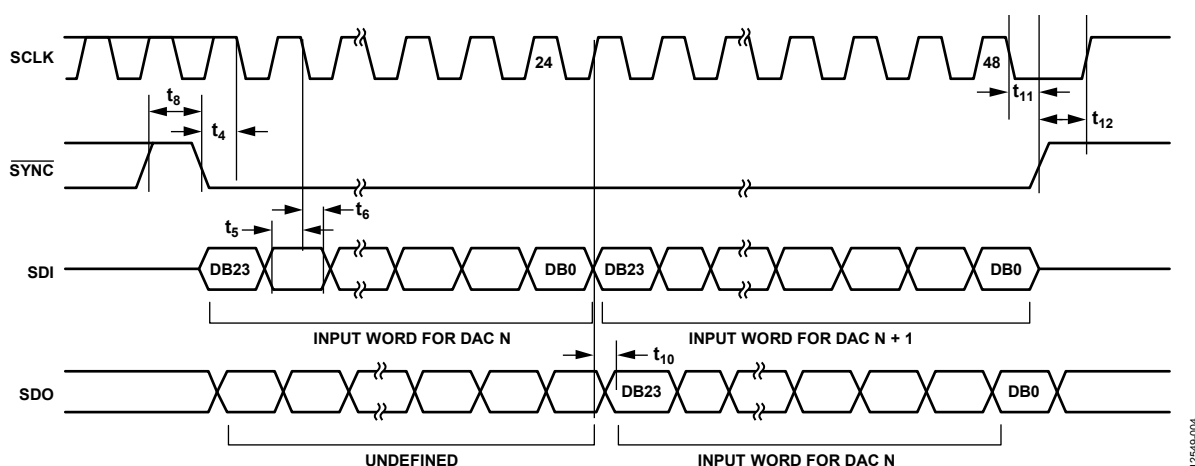 SCLK
24
48
t8
t4
t11
t12
SYNC
t5
t6
SDI
DB23
DB0
DB23
DB0
INPUT WORD FOR DAC N
INPUT WORD FOR DAC N + 1
t10
SDO
DB23
DB0
UNDEFINED
INPUT WORD FOR DAC N